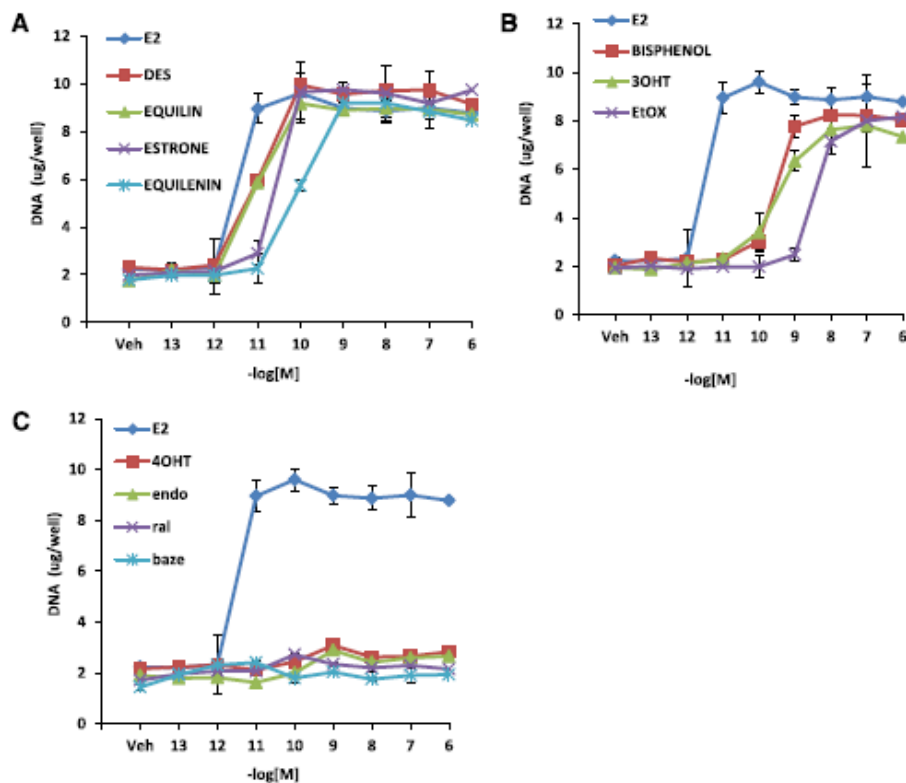 A
E2
DES
EQUILIN
ESTRONE
EQUILENIN
DNA (ug/well)
12
10
8
6
4
2
0
Veh 13 12 11 10 9 8 7 6
-log[M]
B
E2
BISPHENOL
3OHT
EtOX
DNA (ug/well)
12
10
8
6
4
2
0
Veh 13 12 11 10 9 8 7 6
-log[M]
C
E2
4OHT
endo
ral
baze
DNA (ug/well)
12
10
8
6
4
2
0
Veh 13 12 11 10 9 8 7 6
-log[M]